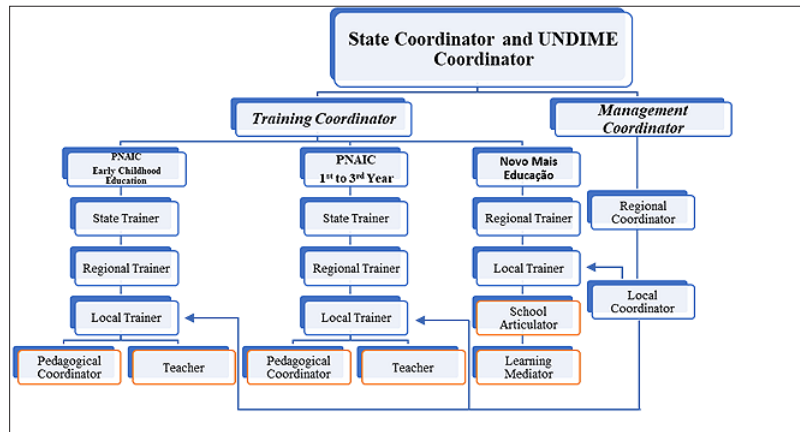 State Coordinator and UNDIME
Coordinator
Training Coordinator
Management
Coordinator
PNAIC
Early Childhood
Education
PNAIC
1st to 3rd Year
Novo Mais
Educação
State Trainer
State Trainer
Regional Trainer
Regional
Coordinator
Regional Trainer
Regional Trainer
Local Trainer
Local Trainer
Local Trainer
School
Articulator
Local
Coordinator
Pedagogical
Coordinator
Teacher
Pedagogical
Coordinator
Teacher
Learning
Mediator